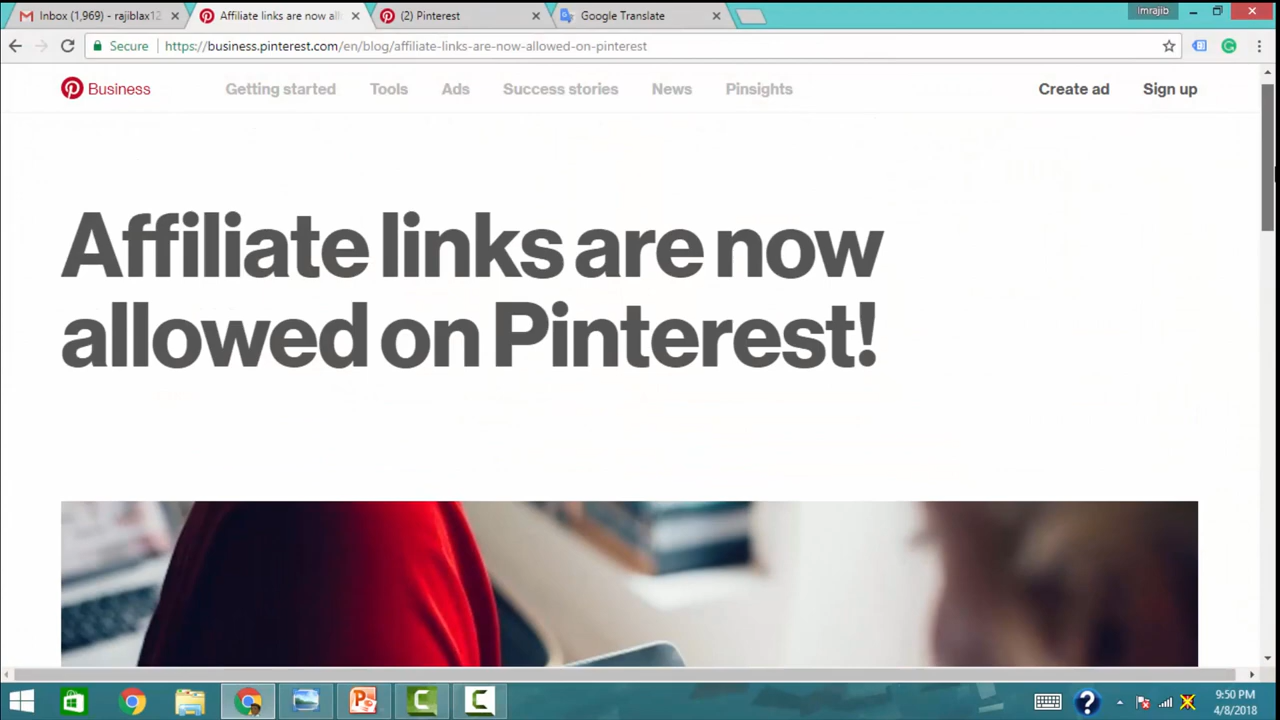 Inbox (1,969) - rajiblax12
Affiliate links are now all
(2) Pinterest
Google Translate
Imrajib
Secure
https://business.pinterest.com/en/blog/affiliate-links-are-now-allowed-on-pinterest
Business
Getting started
Tools
Ads
Success stories
News
Pinsights
Create ad
Sign up
Affiliate links are now
allowed on Pinterest!
9:50 PM
4/8/2018